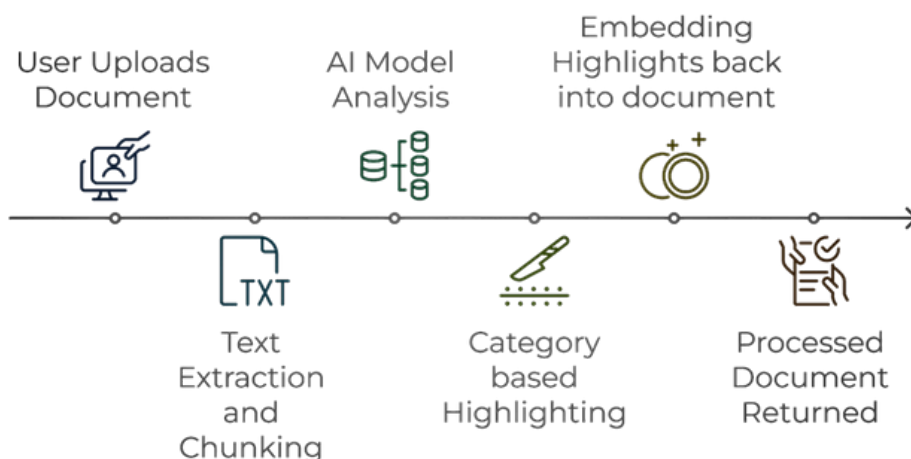 User Uploads
Document
TXT
Text
Extraction
and
Chunking
AI Model
Analysis
Category
based
Highlighting
Embedding
Highlights back
into document
Processed
Document
Returned